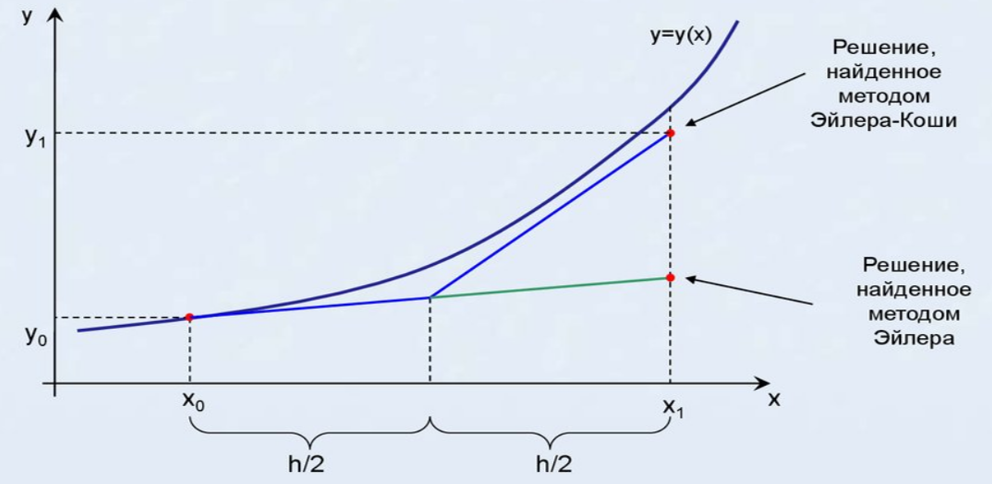 y
y=y(x)
Решение,
найденное
методом
Эйлера-Коши
y₁
Решение,
найденное
методом
Эйлера
y₀
x₀
x₁
x
h/2
h/2